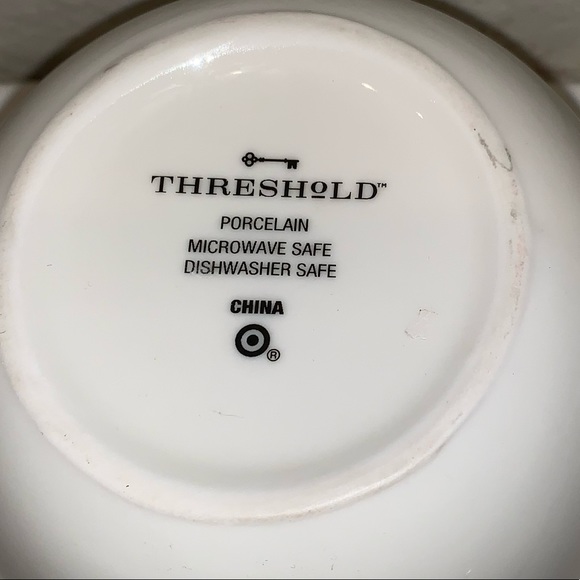 THRESHOLD™
PORCELAIN
MICROWAVE SAFE
DISHWASHER SAFE
CHINA
®